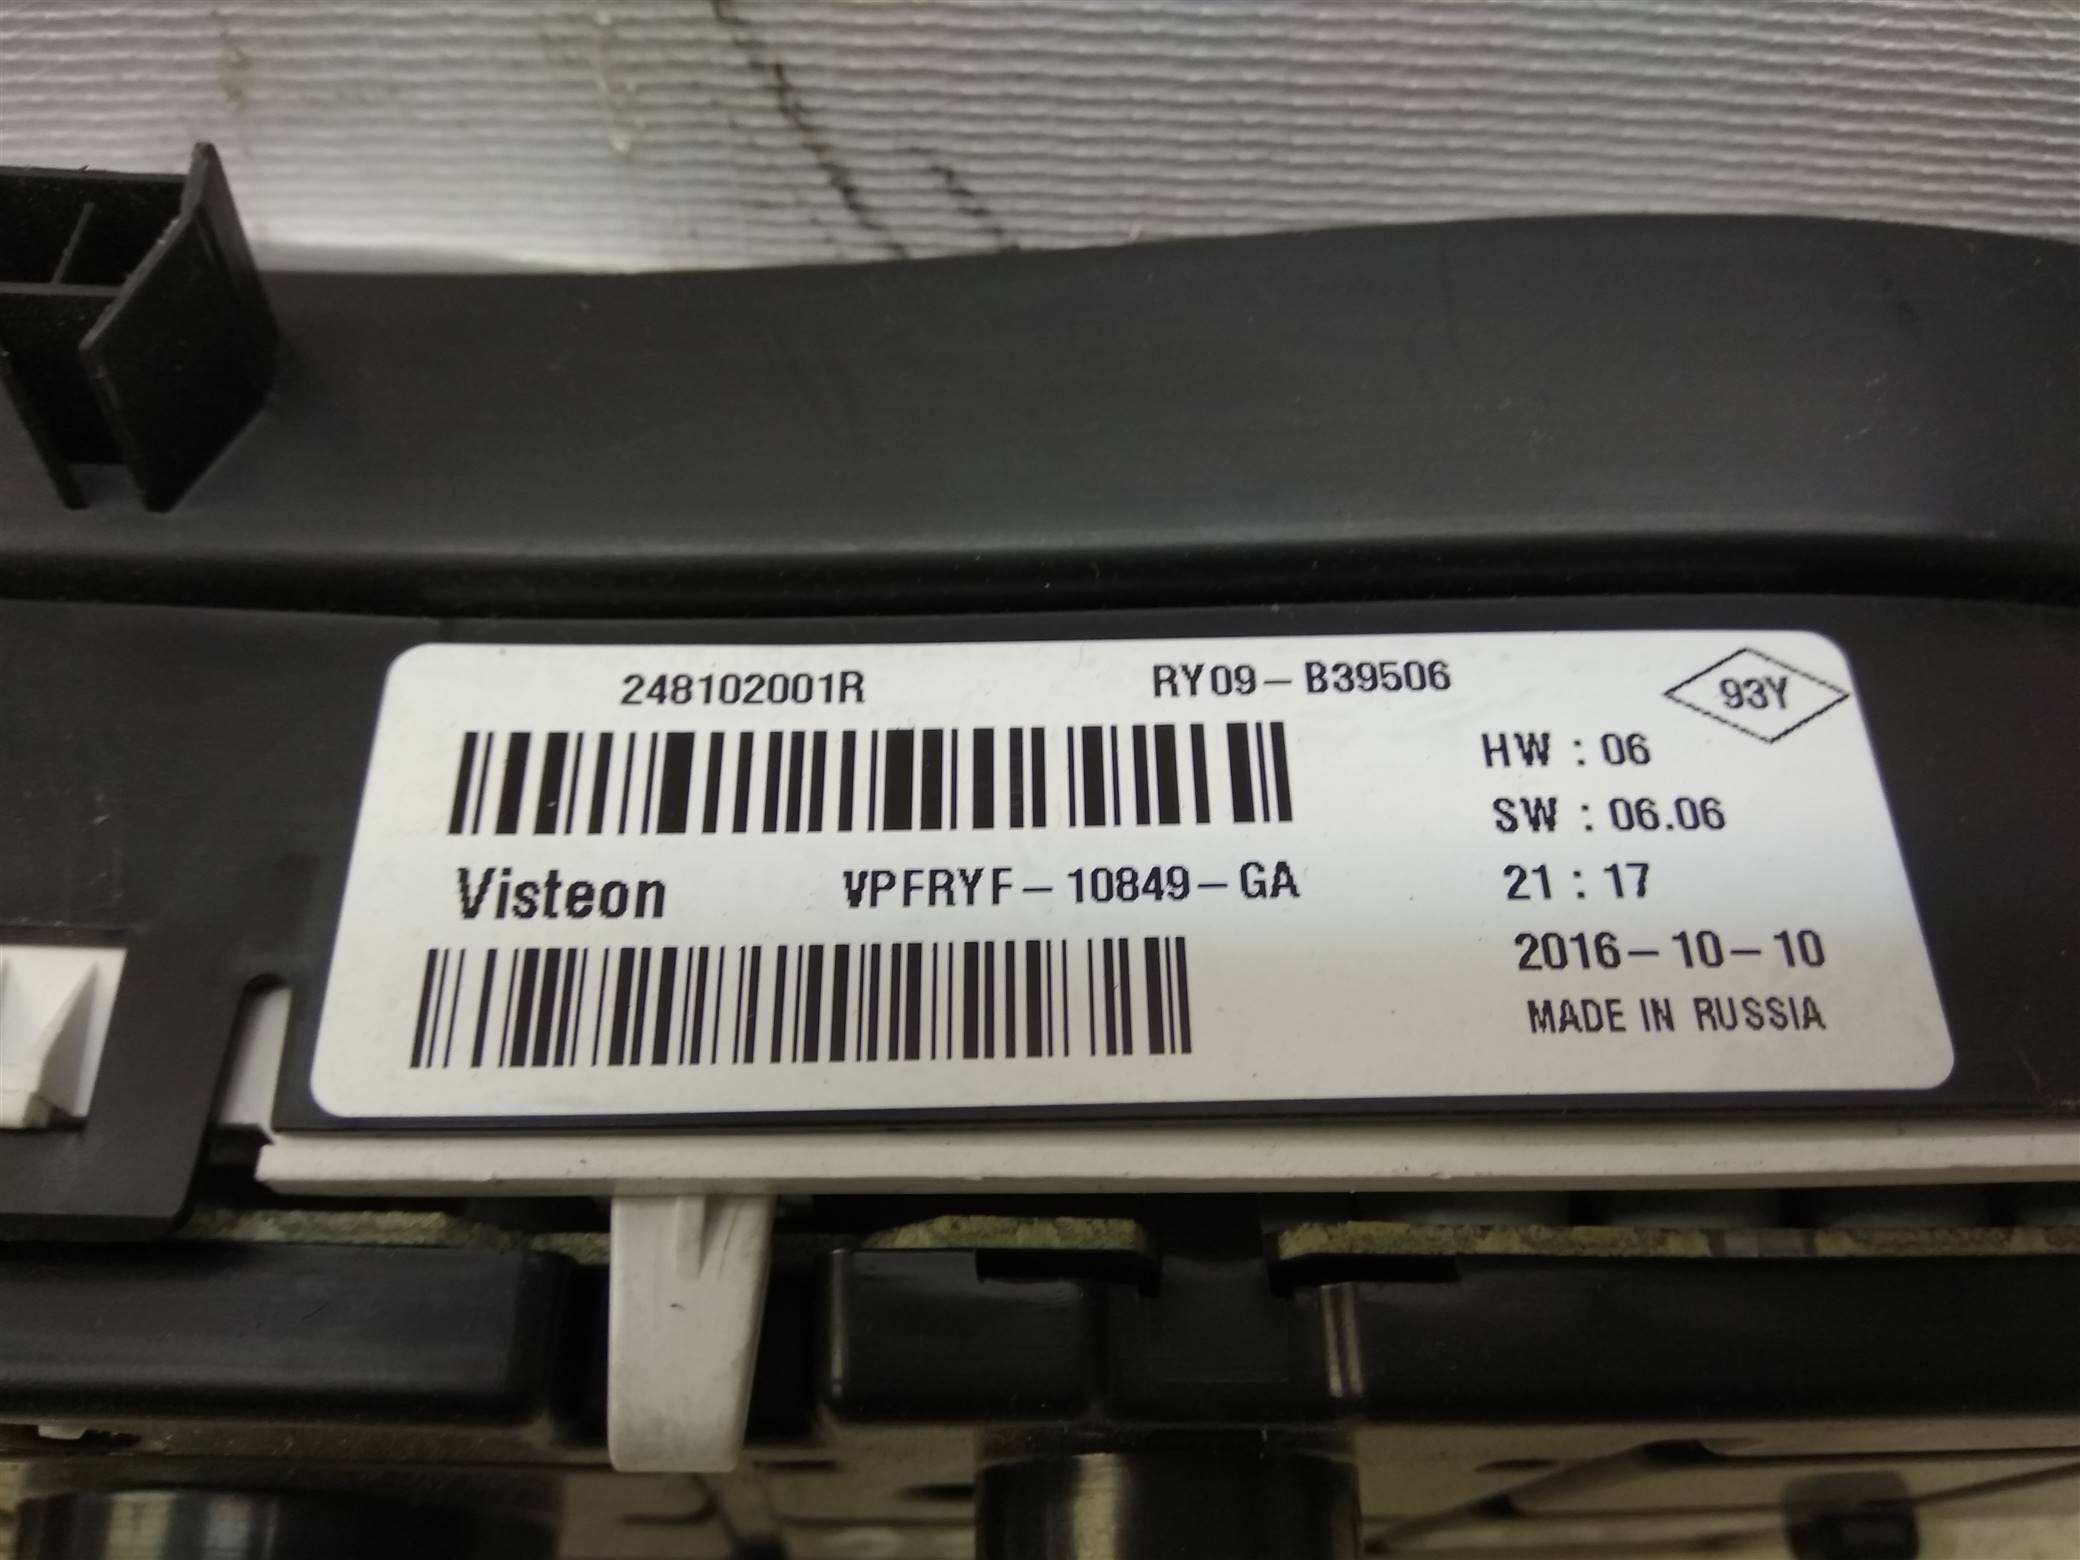 248102001R RY09-B39506 93Y
HW : 06
SW : 06.06
Visteon VPFRYF-10849-GA 21 : 17
2016-10-10
MADE IN RUSSIA